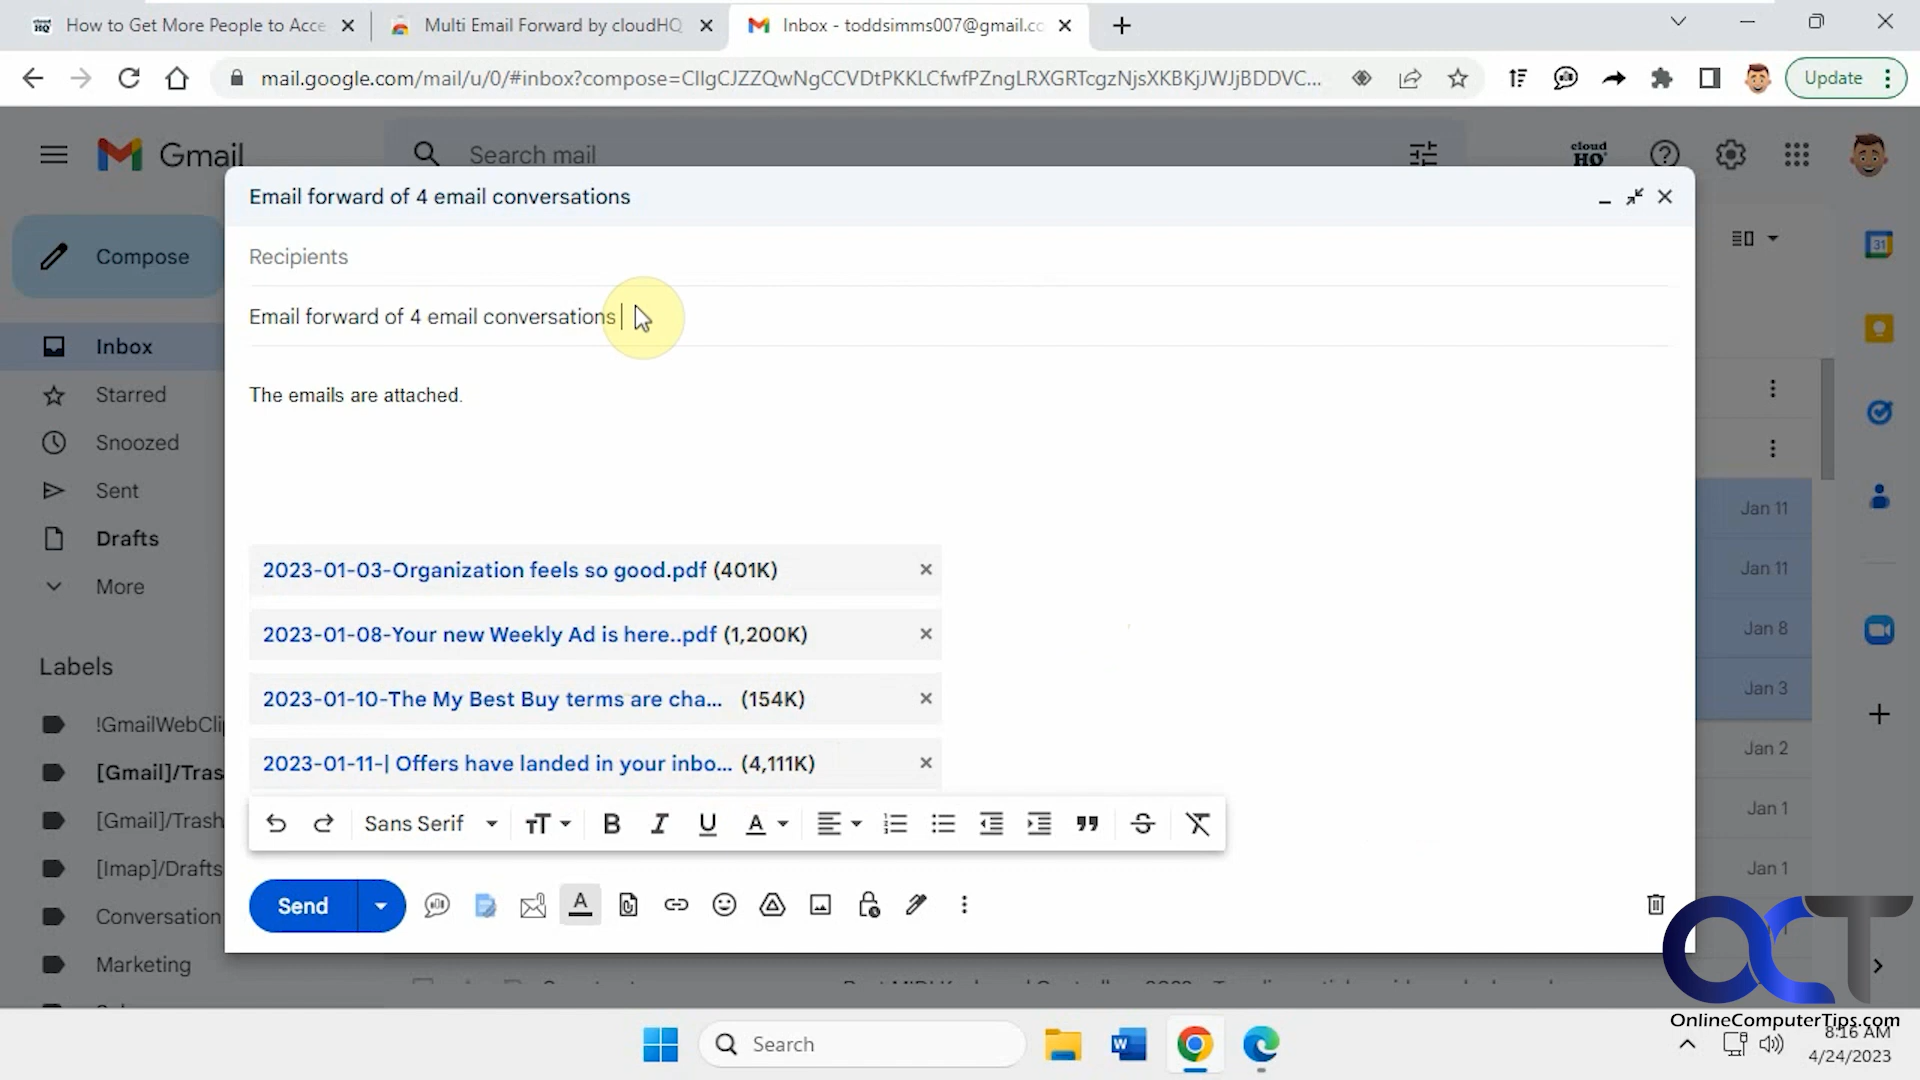 How to Get More People to Acce
Multi Email Forward by cloudHQ
Inbox - toddsimms007@gmail.co
mail.google.com/mail/u/0/#inbox?compose=CllgCJZZQwNgCCVDtPKKLCfwfPZngLRXGRTcgzNjsXKBKjJWJjBDDVC...
Update
Gmail
Search mail
cloud
HQ
Email forward of 4 email conversations
Compose
Recipients
Email forward of 4 email conversations
Inbox
Starred
The emails are attached.
Snoozed
Sent
Jan 11
Drafts
2023-01-03-Organization feels so good.pdf (401K)
Jan 11
More
2023-01-08-Your new Weekly Ad is here..pdf (1,200K)
Jan 8
Labels
2023-01-10-The My Best Buy terms are cha... (154K)
Jan 3
!GmailWebCli
2023-01-11-| Offers have landed in your inbo... (4,111K)
Jan 2
[Gmail]/Tras
[Gmail]/Trash
Sans Serif
Jan 1
[Imap]/Drafts
Jan 1
Send
Conversation
Marketing
OCT
OnlineComputerTips.com
Search
8:16 AM
4/24/2023